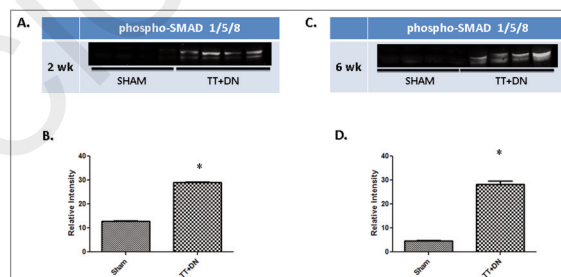 A.
phospho-SMAD 1/5/8
2 wk
SHAM
TT+DN
C.
phospho-SMAD 1/5/8
6 wk
SHAM
TT+DN
B.
Relative Intensity
40
30
20
10
0
*
Sham
TT+DN
D.
Relative Intensity
40
30
20
10
0
*
Sham
TT+DN